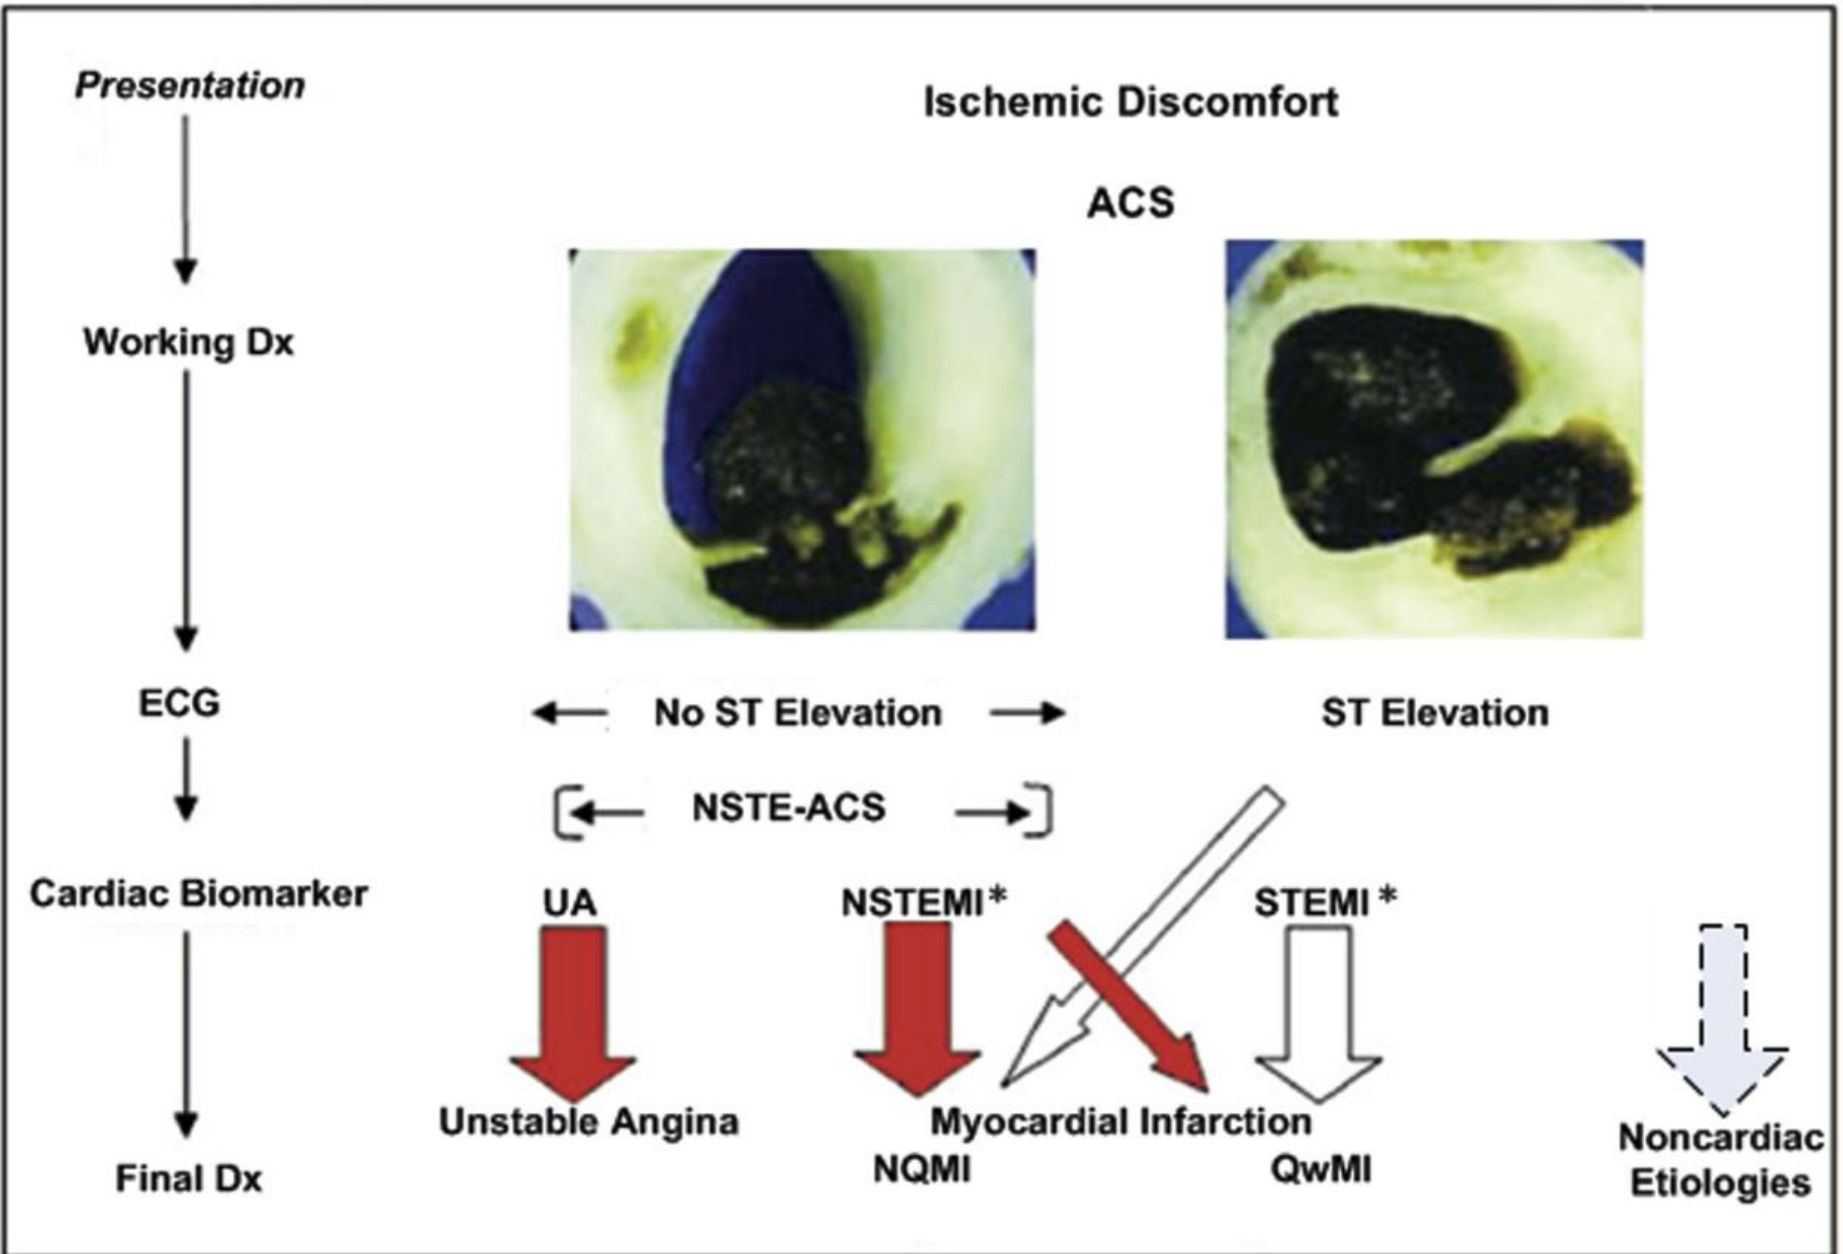 Presentation
Ischemic Discomfort
ACS
Working Dx
ECG
No ST Elevation
ST Elevation
NSTE-ACS
Cardiac Biomarker
UA
NSTEMI*
STEMI*
Unstable Angina
Myocardial Infarction
NQMI
QwMI
Noncardiac
Etiologies
Final Dx